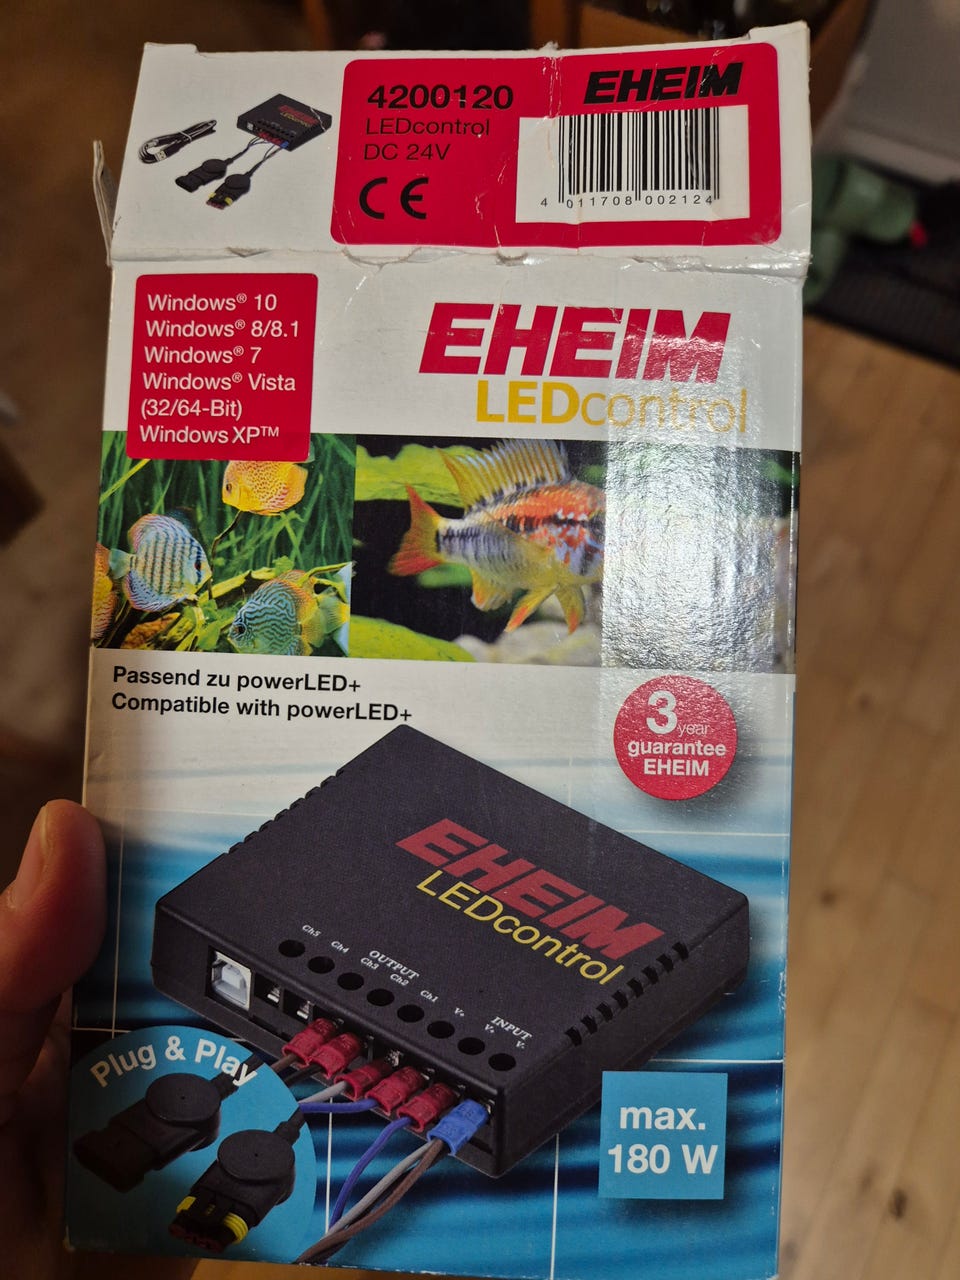 EHEIM
LEDcontrol
4200120
LEDcontrol
DC 24V
CE
EHEIM
4 011708 002124
Windows® 10
Windows® 8/8.1
Windows® 7
Windows® Vista
(32/64-Bit)
Windows XP™
EHEIM
LEDcontrol
Passend zu powerLED+
Compatible with powerLED+
3 year
guarantee
EHEIM
EHEIM
LEDcontrol
Ch5 Ch4 Ch3 Ch2 Ch1 V+ V+ V-
OUTPUT
INPUT
Plug & Play
max.
180 W